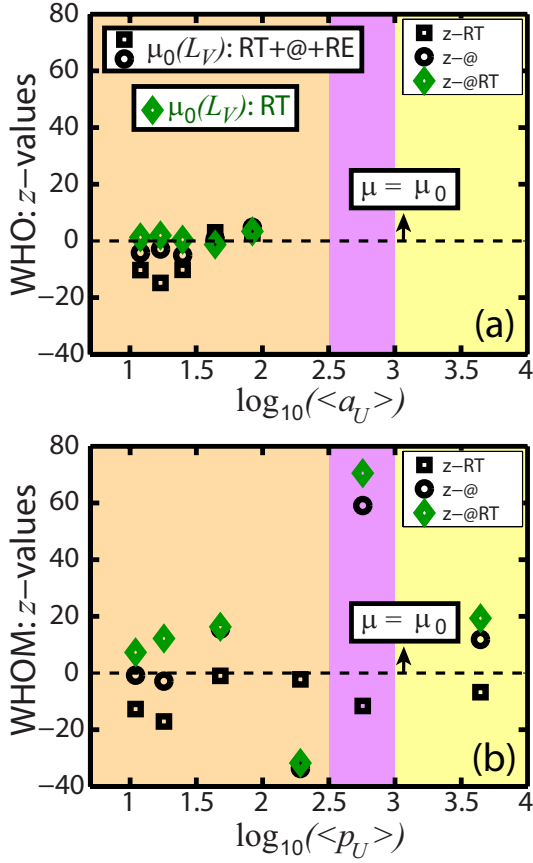 80
60
40
20
0
−20
−40
WHO: z−values
μ0(LV): RT+@+RE
μ0(LV): RT
z−RT
z−@
z−@RT
μ = μ0
(a)
1 1.5 2 2.5 3 3.5 4
log10(<aU>)
80
60
40
20
0
−20
−40
WHOM: z−values
z−RT
z−@
z−@RT
μ = μ0
(b)
1 1.5 2 2.5 3 3.5 4
log10(<pU>)